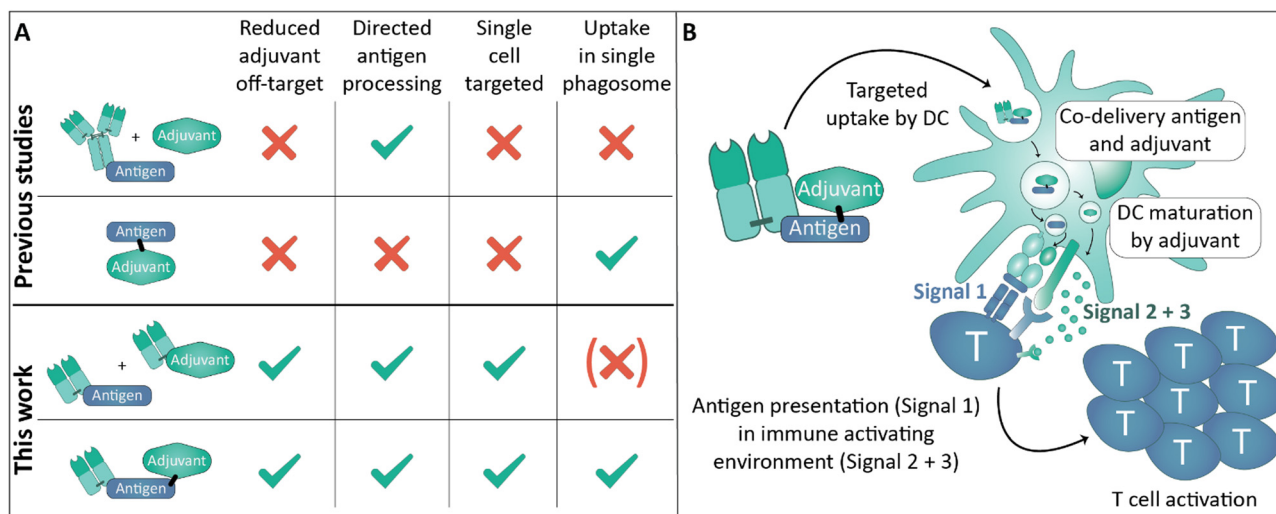 A
Reduced
adjuvant
off-target
Directed
antigen
processing
Single
cell
targeted
Uptake
in single
phagosome
Previous studies
+
Adjuvant
Antigen
Antigen
Adjuvant
This work
+
Adjuvant
Antigen
( )
Adjuvant
Antigen
B
Targeted
uptake by DC
Adjuvant
Antigen
Co-delivery antigen
and adjuvant
DC maturation
by adjuvant
Signal 1
Signal 2 + 3
T
T
T
T
T
T
T
T
T
T
T
Antigen presentation (Signal 1)
in immune activating
environment (Signal 2 + 3)
T cell activation